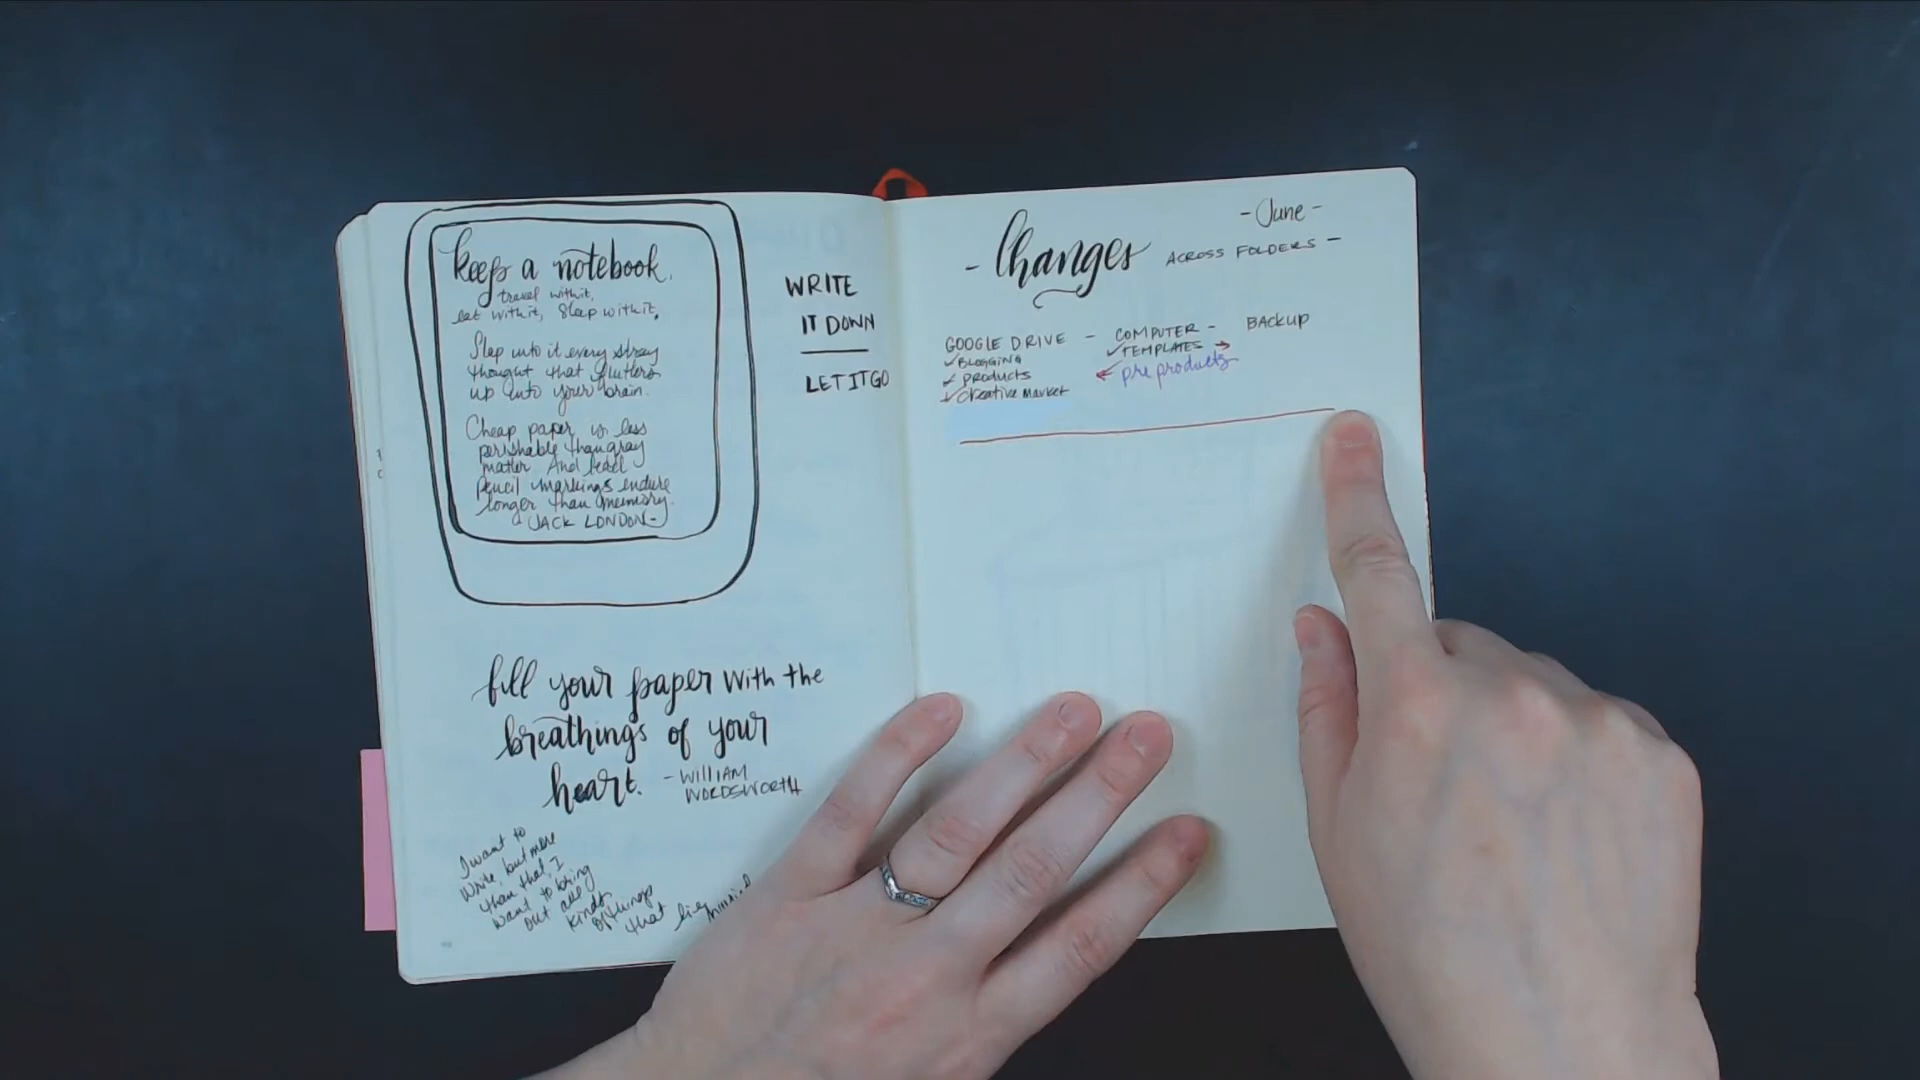 keep a notebook.
travel with it,
eat with it, Sleep with it,
Slap into it every stray
thought that flutters
up into your brain.
Cheap paper is less
perishable than gray
matter. And lead
pencil markings endure
longer than memory.
- JACK LONDON -
WRITE
IT DOWN
LET IT GO
fill your paper with the
breathings of your
heart. - WILLIAM
WORDSWORTH
I want to
write, but more
than that, I
want to bring
out all
kinds
of things
that lie
- June -
- Changes ACROSS FOLDERS -
GOOGLE DRIVE - COMPUTER - BACKUP
✓BLOGGING ✓TEMPLATES →
✓ PRODUCTS ← pre products
✓Creative Market